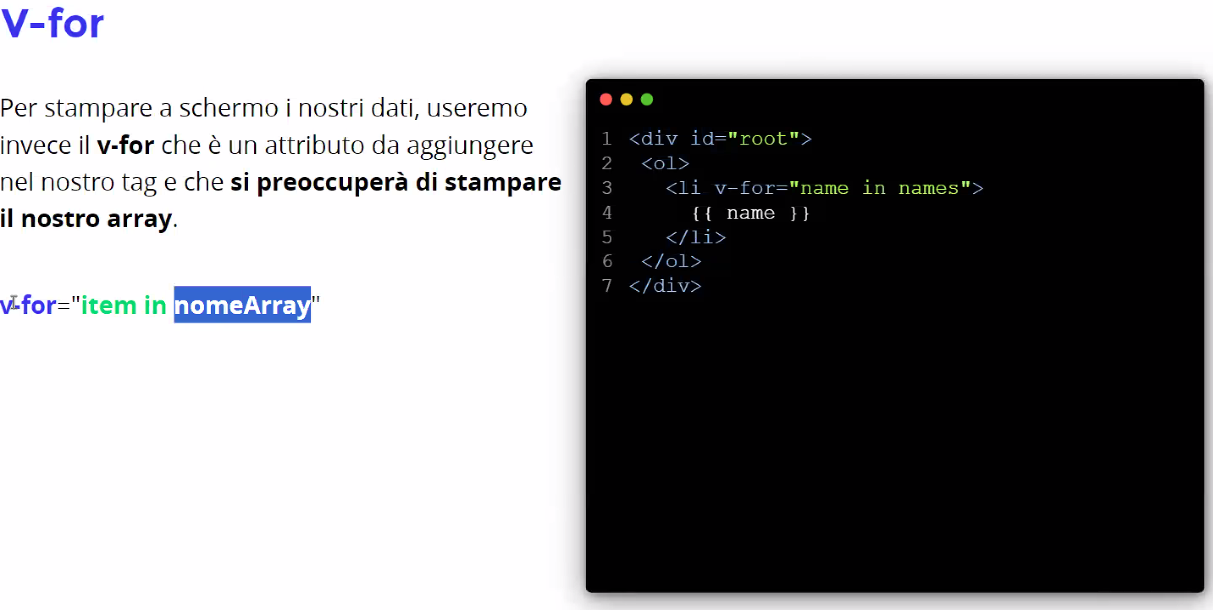 V-for
Per stampare a schermo i nostri dati, useremo
invece il v-for che è un attributo da aggiungere
nel nostro tag e che si preoccuperà di stampare
il nostro array.
v-for="item in nomeArray"
1 <div id="root">
2 <ol>
3 <li v-for="name in names">
4 {{ name }}
5 </li>
6 </ol>
7 </div>